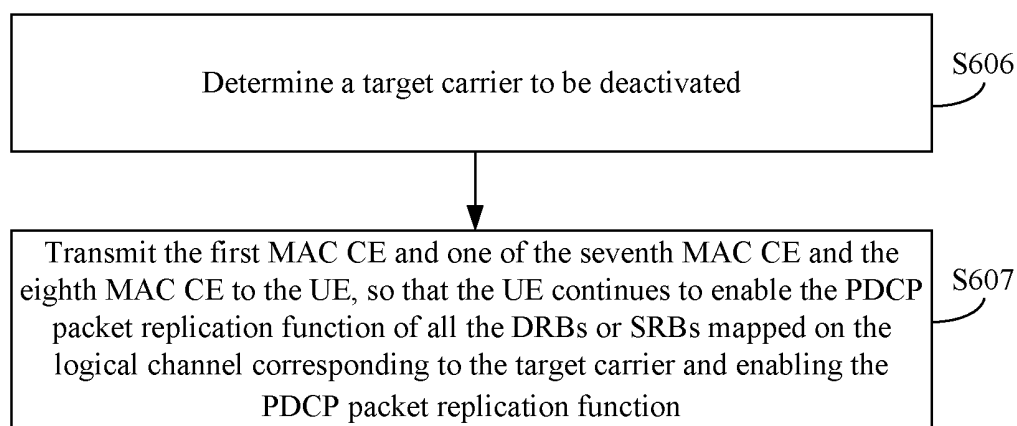 Determine a target carrier to be deactivated
S606
Transmit the first MAC CE and one of the seventh MAC CE and the
eighth MAC CE to the UE, so that the UE continues to enable the PDCP
packet replication function of all the DRBs or SRBs mapped on the
logical channel corresponding to the target carrier and enabling the
PDCP packet replication function
S607